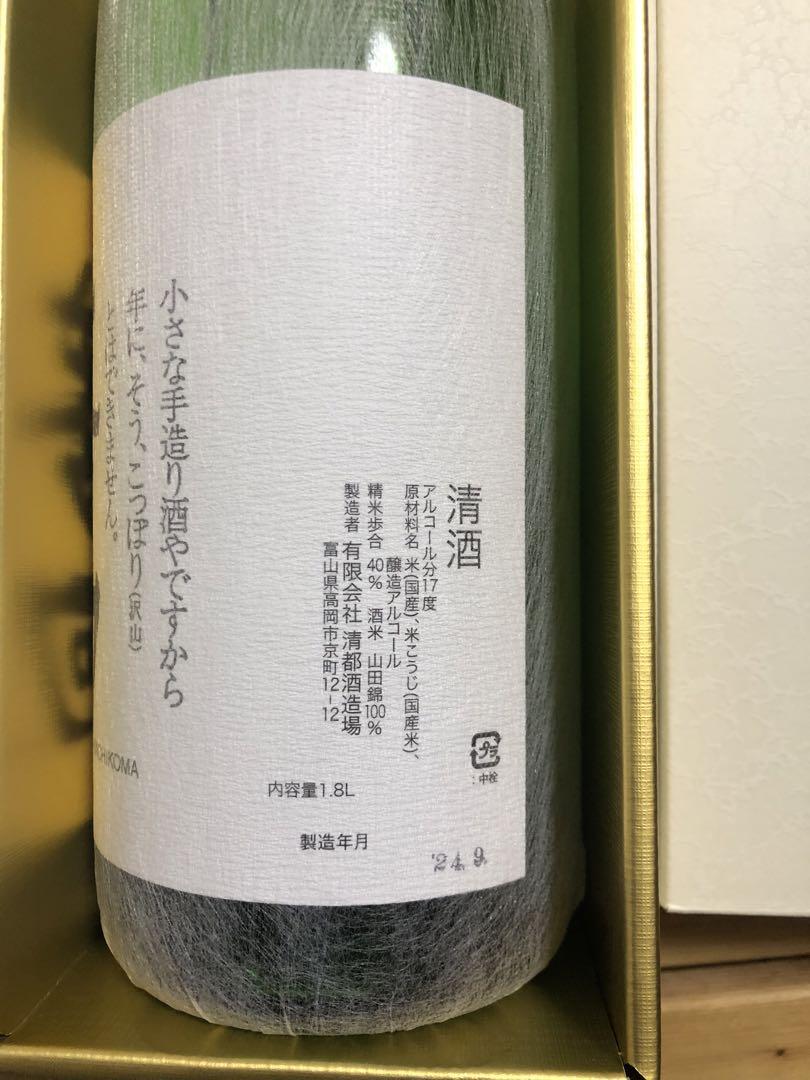 清酒
アルコール分17度
原材料名 米(国産)、米こうじ(国産米)、
醸造アルコール
精米歩合 40% 酒米 山田錦100%
製造者 有限会社 清都酒造場
富山県高岡市京町12-12
小さな手造り酒やですから
年に、そう、こっぽり(沢山)
とはできません。
プラ
:中栓
内容量1.8L
製造年月
'24.9
CHIKOMA